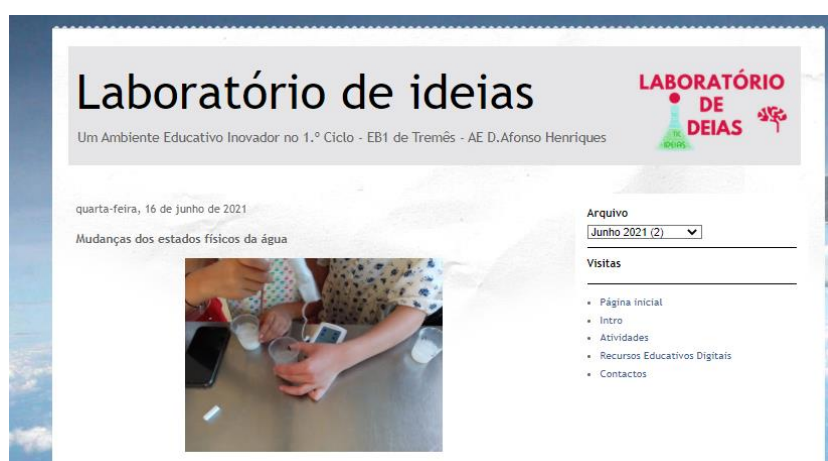 Laboratório de ideias
Um Ambiente Educativo Inovador no 1.º Ciclo - EB1 de Tremês - AE D.Afonso Henriques
LABORATÓRIO
DE
DEIAS
IDEIAS
quarta-feira, 16 de junho de 2021
Mudanças dos estados físicos da água
Arquivo
Junho 2021 (2)
Visitas
Página inicial
Intro
Atividades
Recursos Educativos Digitais
Contactos